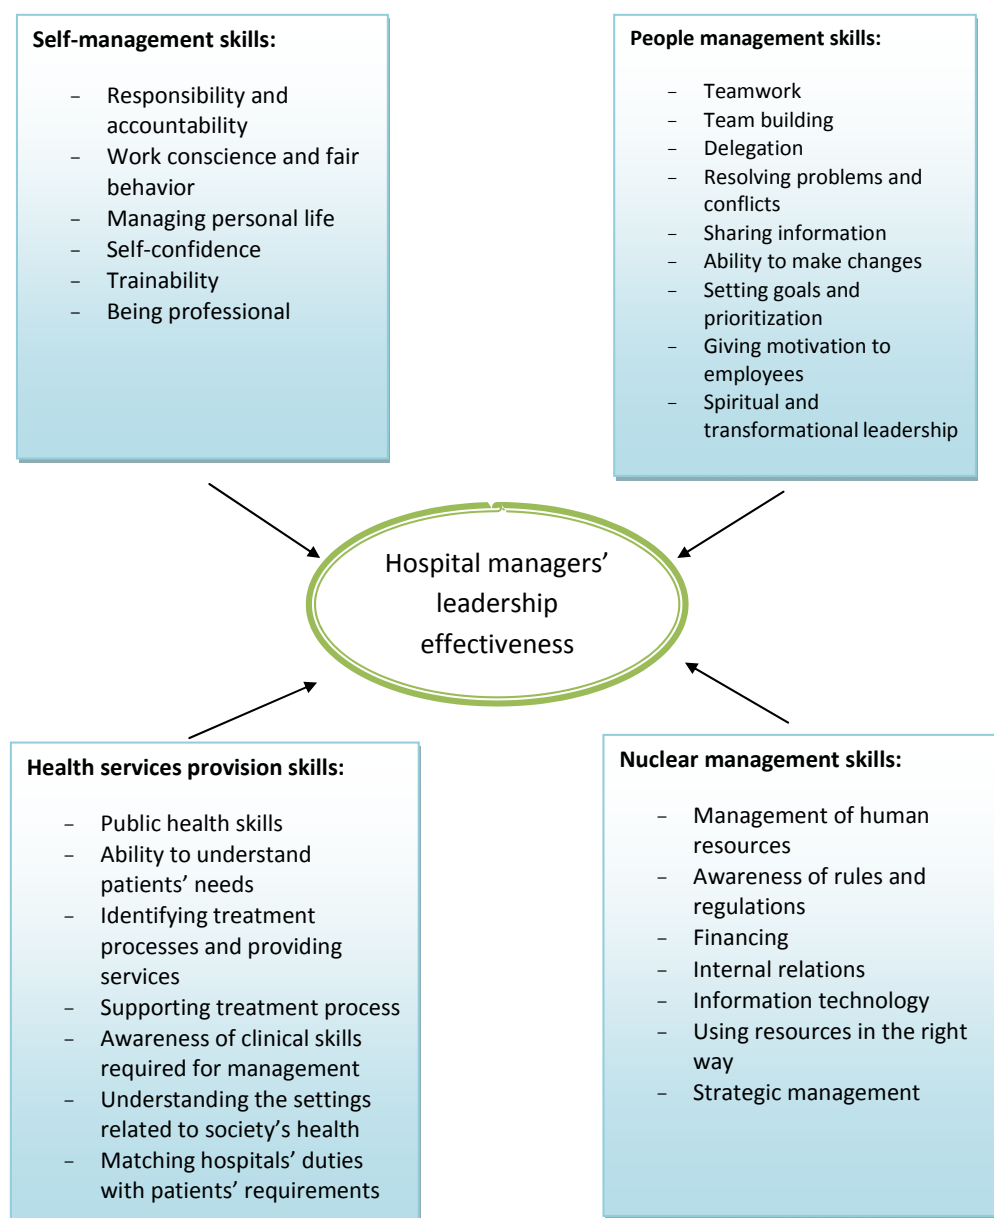 Self-management skills:
– Responsibility and
accountability
– Work conscience and fair
behavior
– Managing personal life
– Self-confidence
– Trainability
– Being professional
People management skills:
– Teamwork
– Team building
– Delegation
– Resolving problems and
conflicts
– Sharing information
– Ability to make changes
– Setting goals and
prioritization
– Giving motivation to
employees
– Spiritual and
transformational leadership
Hospital managers’
leadership
effectiveness
Health services provision skills:
– Public health skills
– Ability to understand
patients’ needs
– Identifying treatment
processes and providing
services
– Supporting treatment process
– Awareness of clinical skills
required for management
– Understanding the settings
related to society’s health
– Matching hospitals’ duties
with patients’ requirements
Nuclear management skills:
– Management of human
resources
– Awareness of rules and
regulations
– Financing
– Internal relations
– Information technology
– Using resources in the right
way
– Strategic management